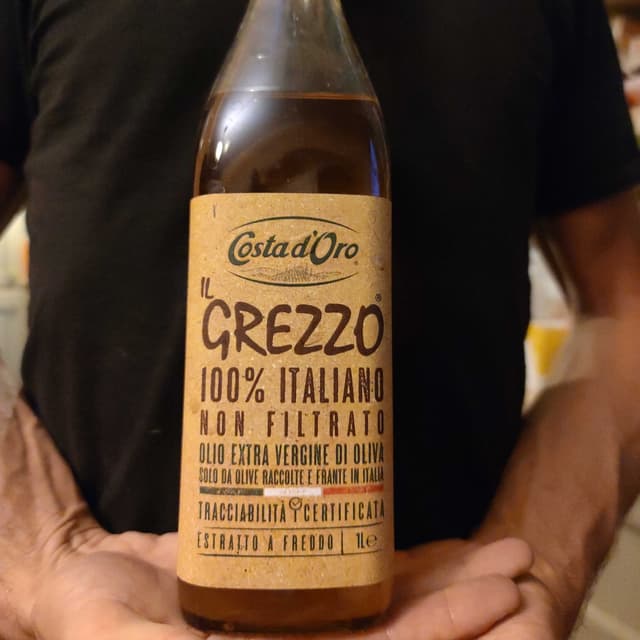 Costa d'Oro
IL
GREZZO®
100% ITALIANO
NON FILTRATO
OLIO EXTRA VERGINE DI OLIVA
SOLO DA OLIVE RACCOLTE E FRANTE IN ITALIA
TRACCIABILITÀ CERTIFICATA
ESTRATTO A FREDDO 1L℮